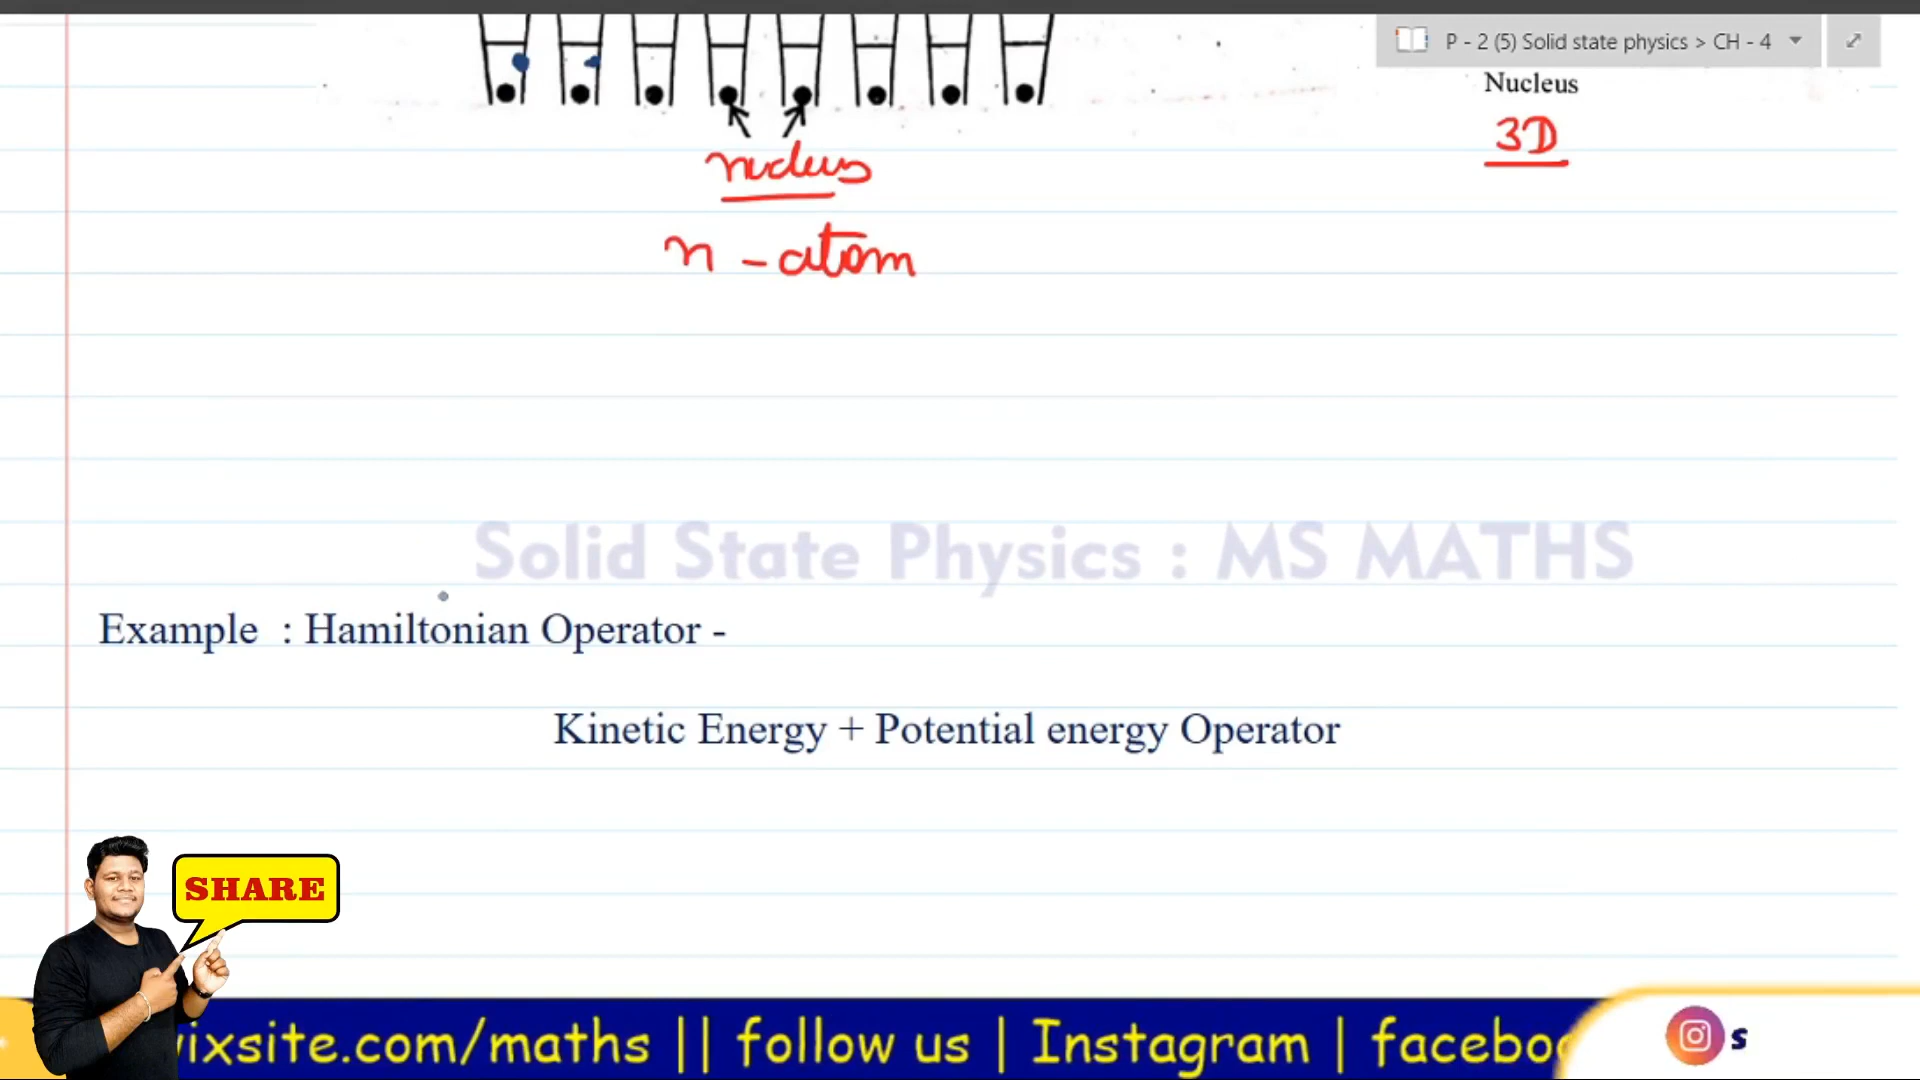 P - 2 (5) Solid state physics > CH - 4
Nucleus
3D
nucleus
n - atom
Solid State Physics : MS MATHS
Example : Hamiltonian Operator -
Kinetic Energy + Potential energy Operator
SHARE
wixsite.com/maths || follow us | Instagram | facebo
s